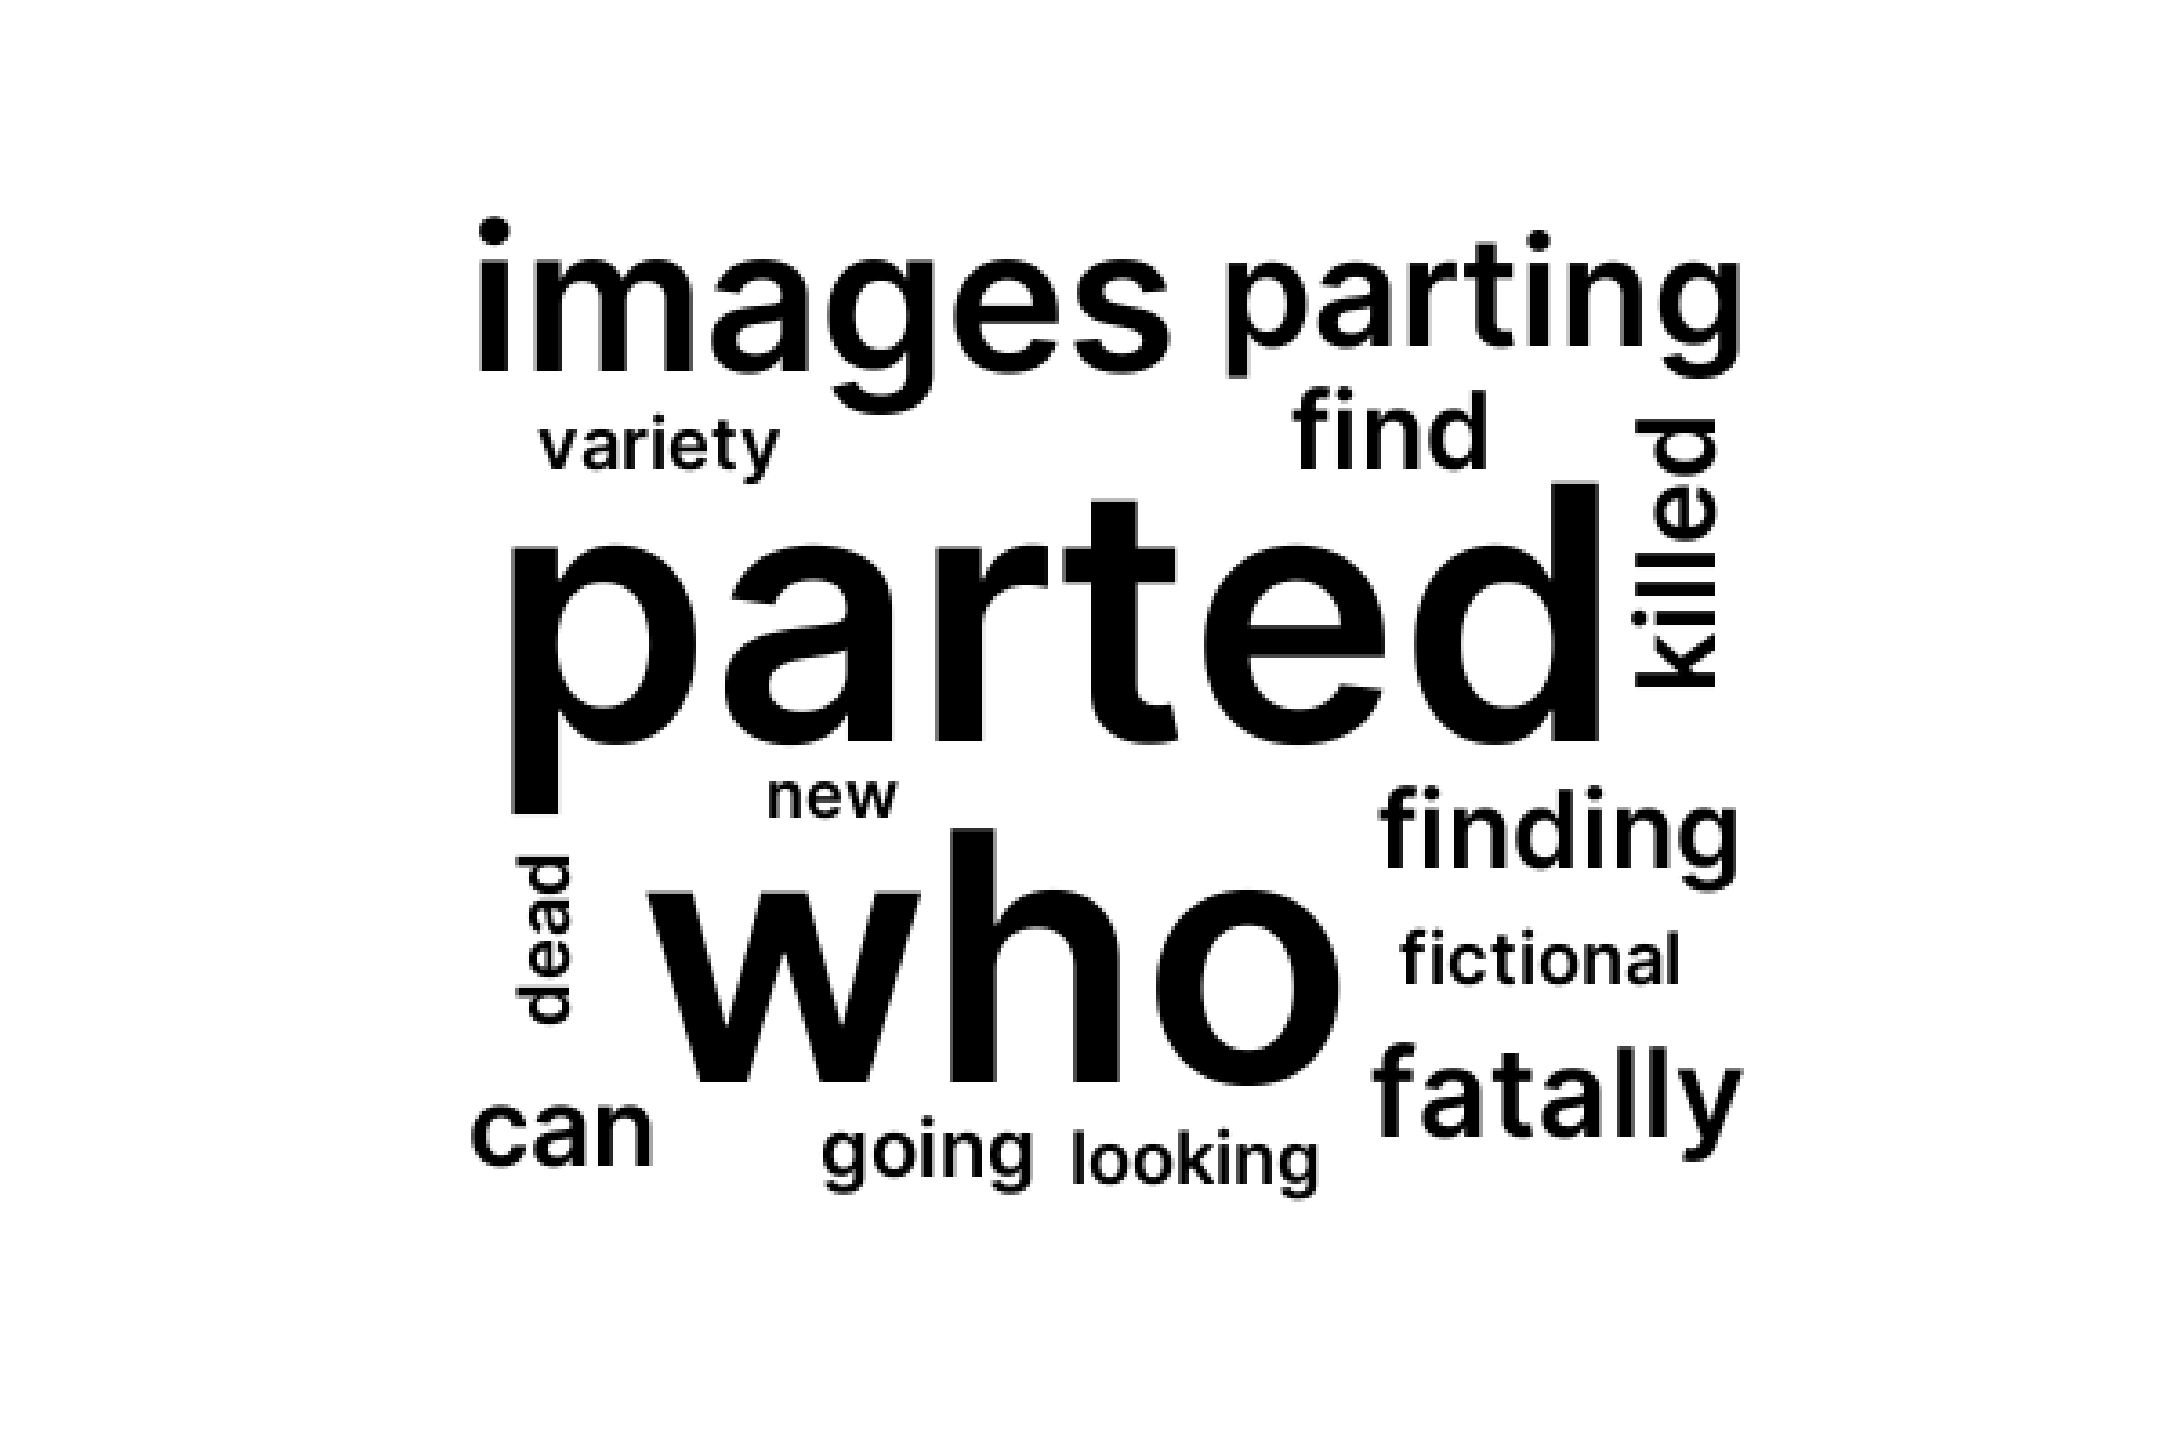 images parting
variety
find
killed
parted
new
finding
dead
who
fictional
fatally
can
going looking